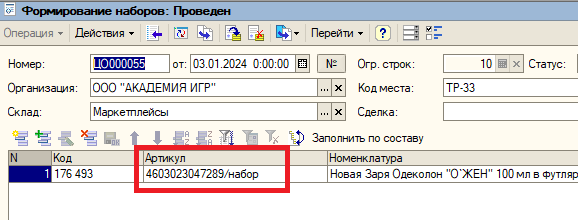 Формирование наборов: Проведен
Операция Действия Перейти ?
Номер: ЦО000055 от: 03.01.2024 0:00:00 № Огр. строк: 10 Статус:
Организация: ООО "АКАДЕМИЯ ИГР" ... x Код места: ТР-33
Склад: Маркетплейсы ... x Сделка:
Заполнить по составу
N Код Артикул Номенклатура
1 176 493 4603023047289/набор Новая Заря Одеколон "О`ЖЕН" 100 мл в футляр